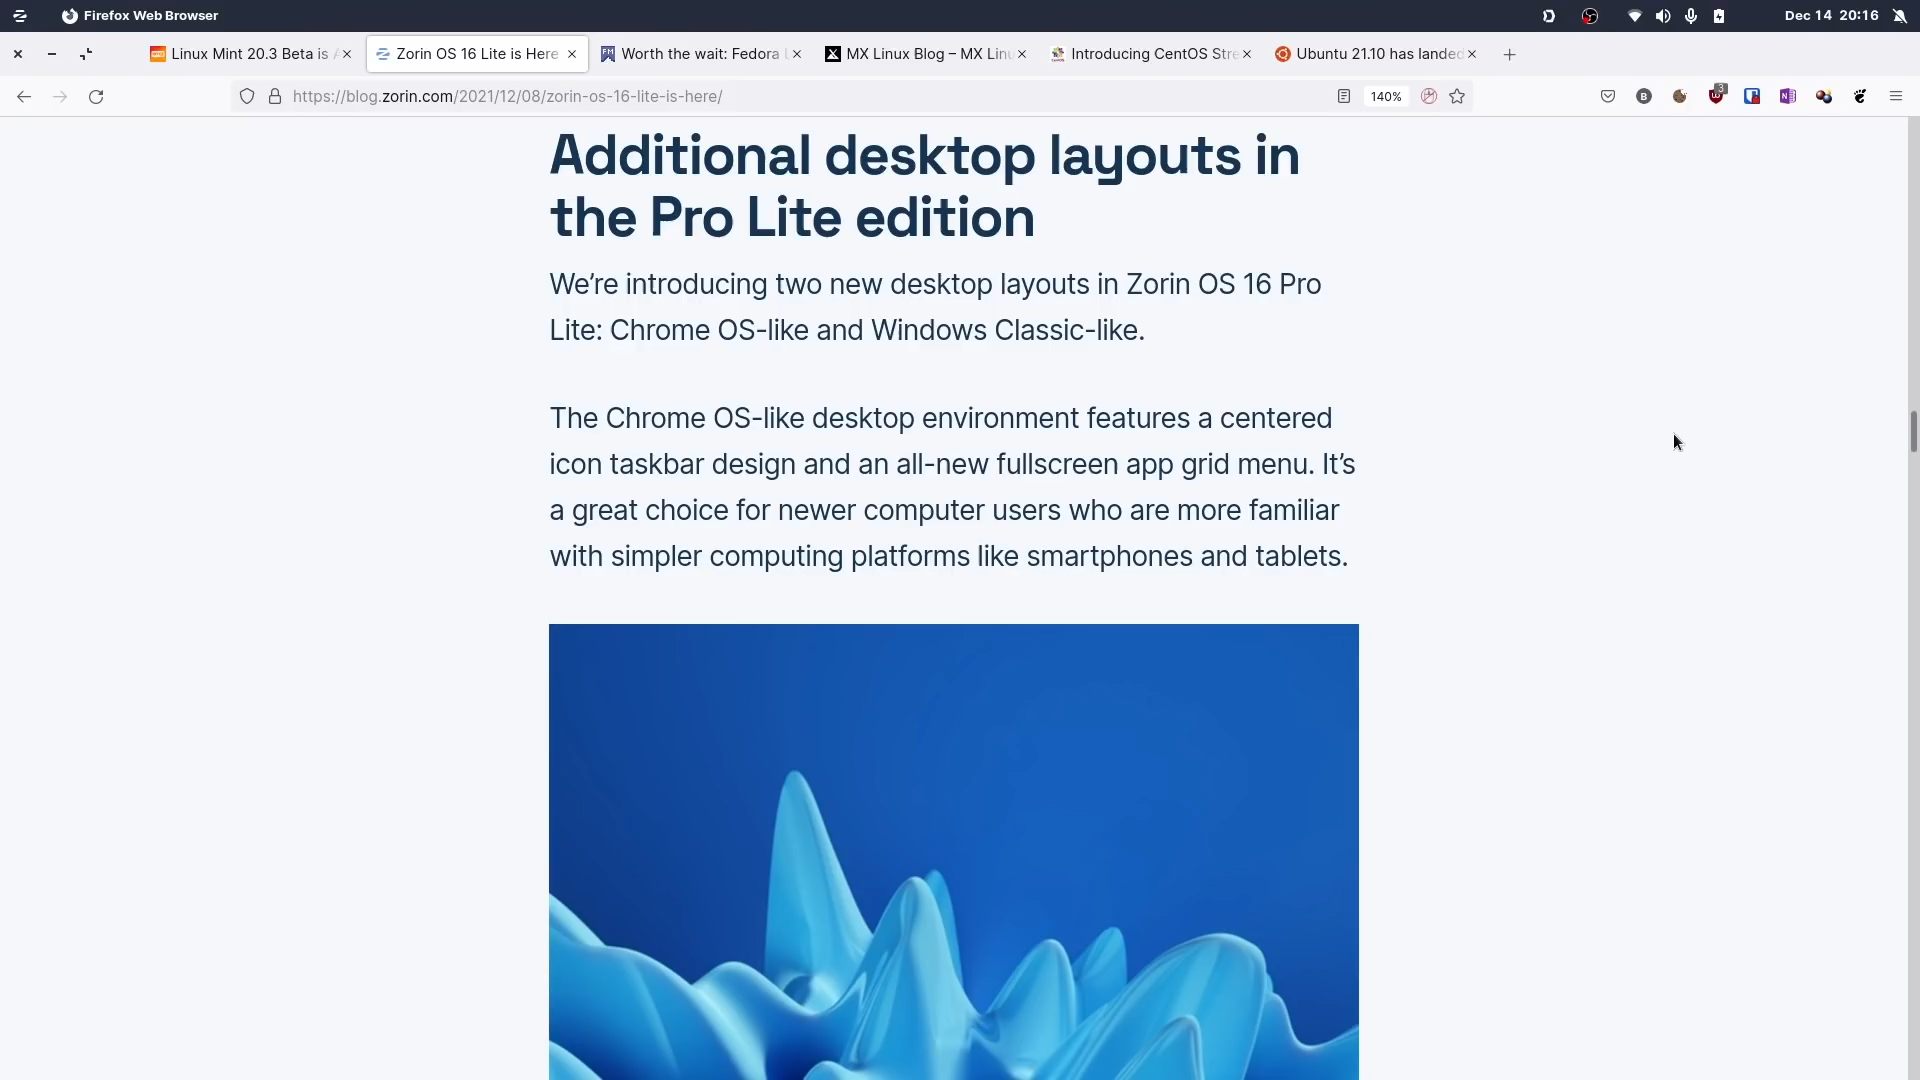 Firefox Web Browser
Dec 14 20:16
Linux Mint 20.3 Beta is A
Zorin OS 16 Lite is Here
Worth the wait: Fedora L
MX Linux Blog – MX Linu
Introducing CentOS Stre
Ubuntu 21.10 has landed
https://blog.zorin.com/2021/12/08/zorin-os-16-lite-is-here/
140%
B
3
Additional desktop layouts in
the Pro Lite edition
We’re introducing two new desktop layouts in Zorin OS 16 Pro
Lite: Chrome OS-like and Windows Classic-like.
The Chrome OS-like desktop environment features a centered
icon taskbar design and an all-new fullscreen app grid menu. It’s
a great choice for newer computer users who are more familiar
with simpler computing platforms like smartphones and tablets.